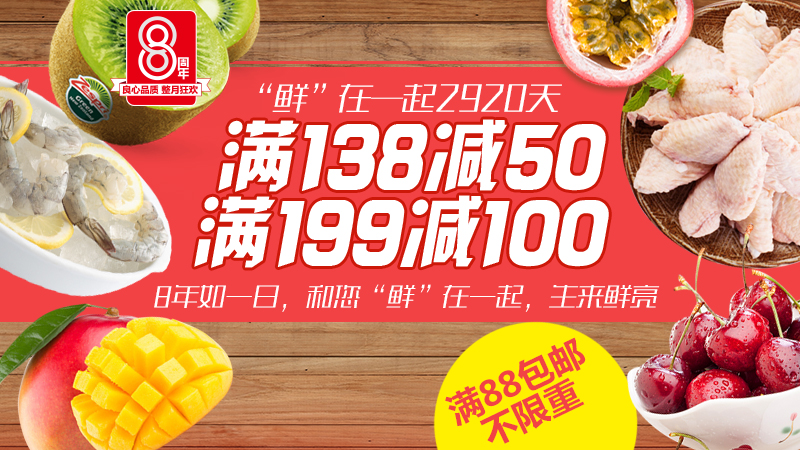 8周年
良心品质 整月狂欢
Zespri
Green
“鲜”在一起2920天
满138减50
满199减100
8年如一日，和您“鲜”在一起，主来鲜亮
满88包邮
不限重